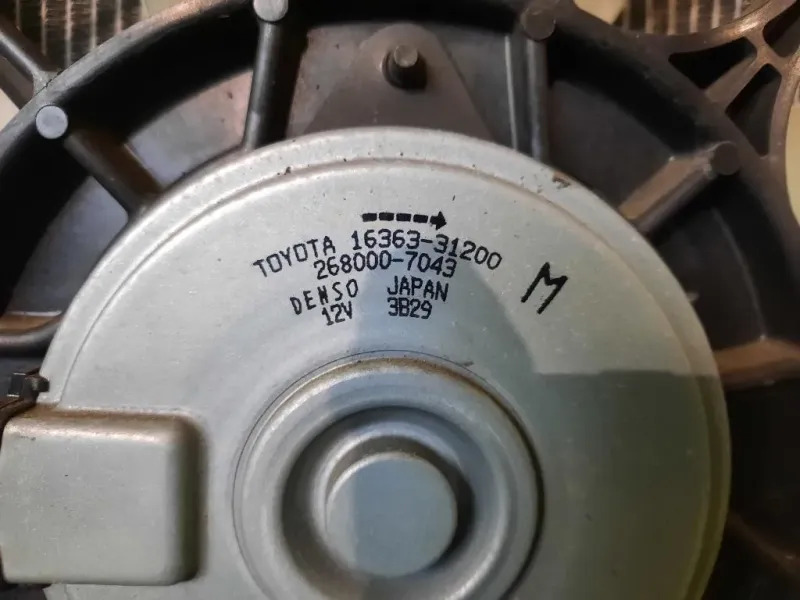 TOYOTA 16363-31200
268000-7043
DENSO JAPAN
12V 3B29
M